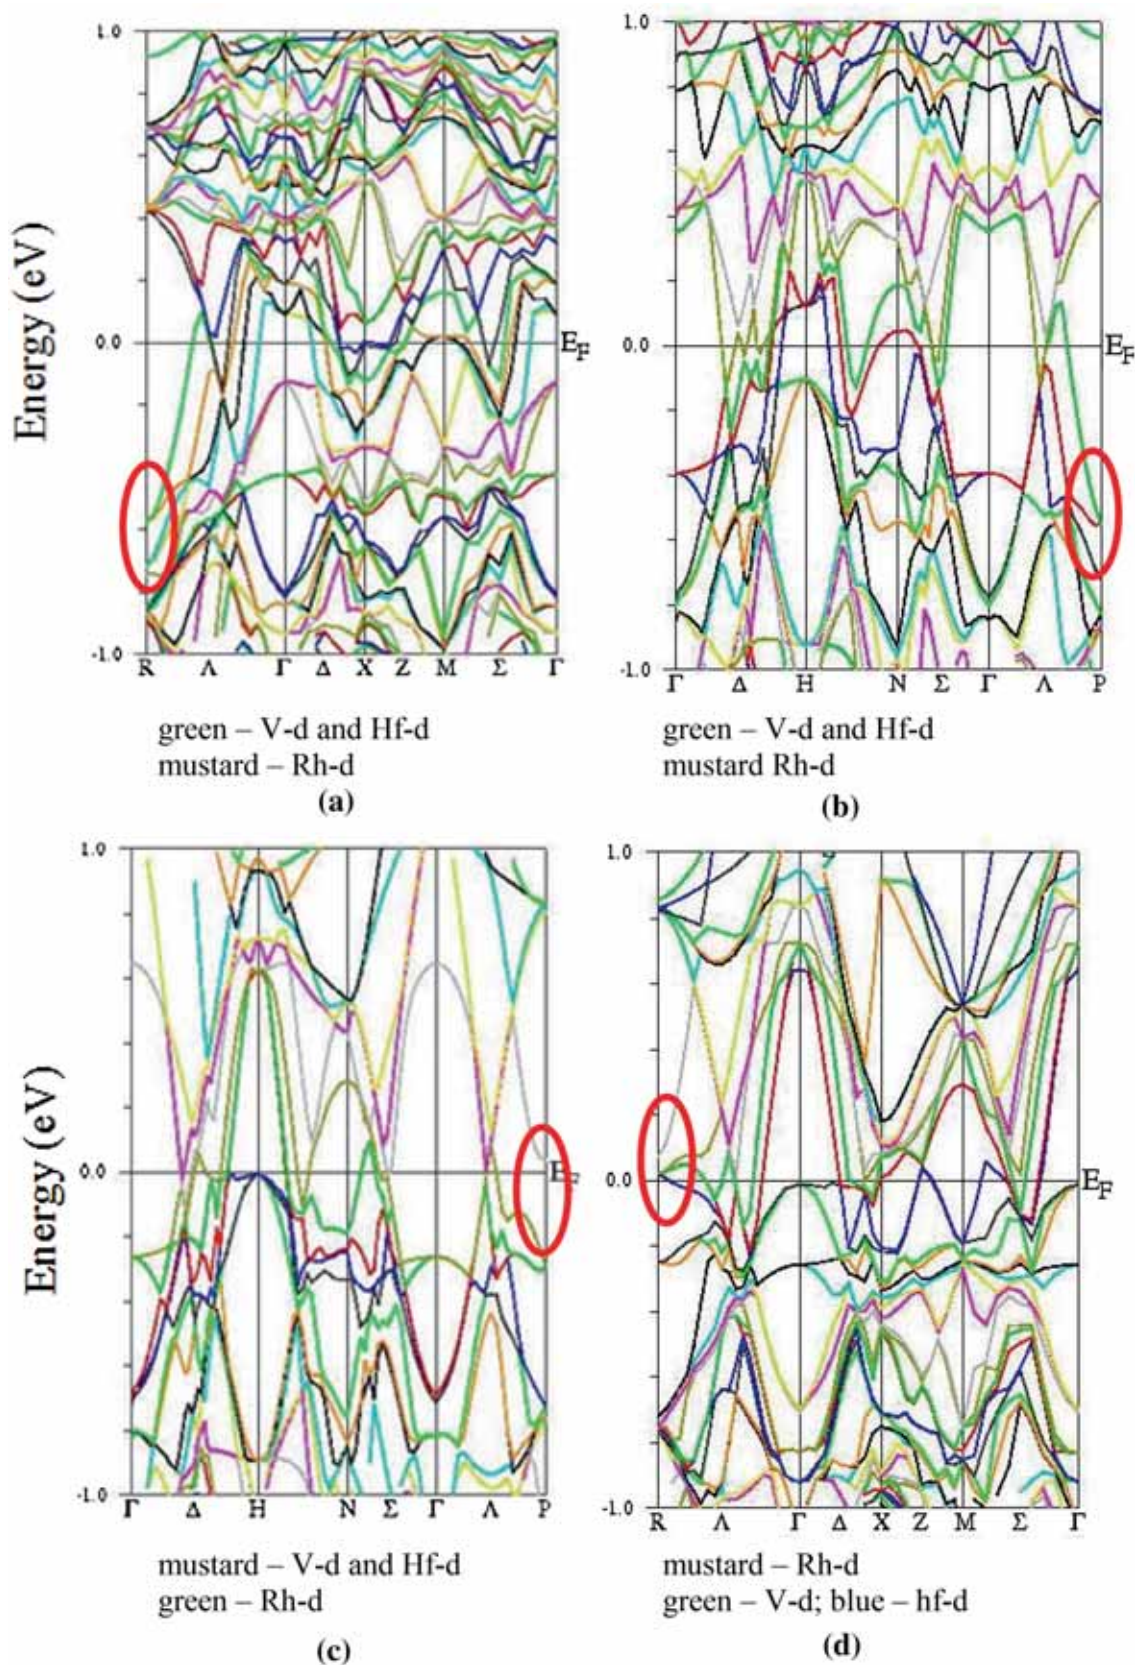 1.0 1.0
Energy (eV)
0.0 E_F 0.0 E_F
-1.0 -1.0
R Λ Γ Δ X Z M Σ Γ Γ Δ H N Σ Γ Λ P
green – V-d and Hf-d
mustard – Rh-d
(a)
green – V-d and Hf-d
mustard Rh-d
(b)
1.0 1.0
Energy (eV)
0.0 E_F 0.0 E_F
-1.0 -1.0
Γ Δ H N Σ Γ Λ P R Λ Γ Δ X Z M Σ Γ
mustard – V-d and Hf-d
green – Rh-d
(c)
mustard – Rh-d
green – V-d; blue – hf-d
(d)